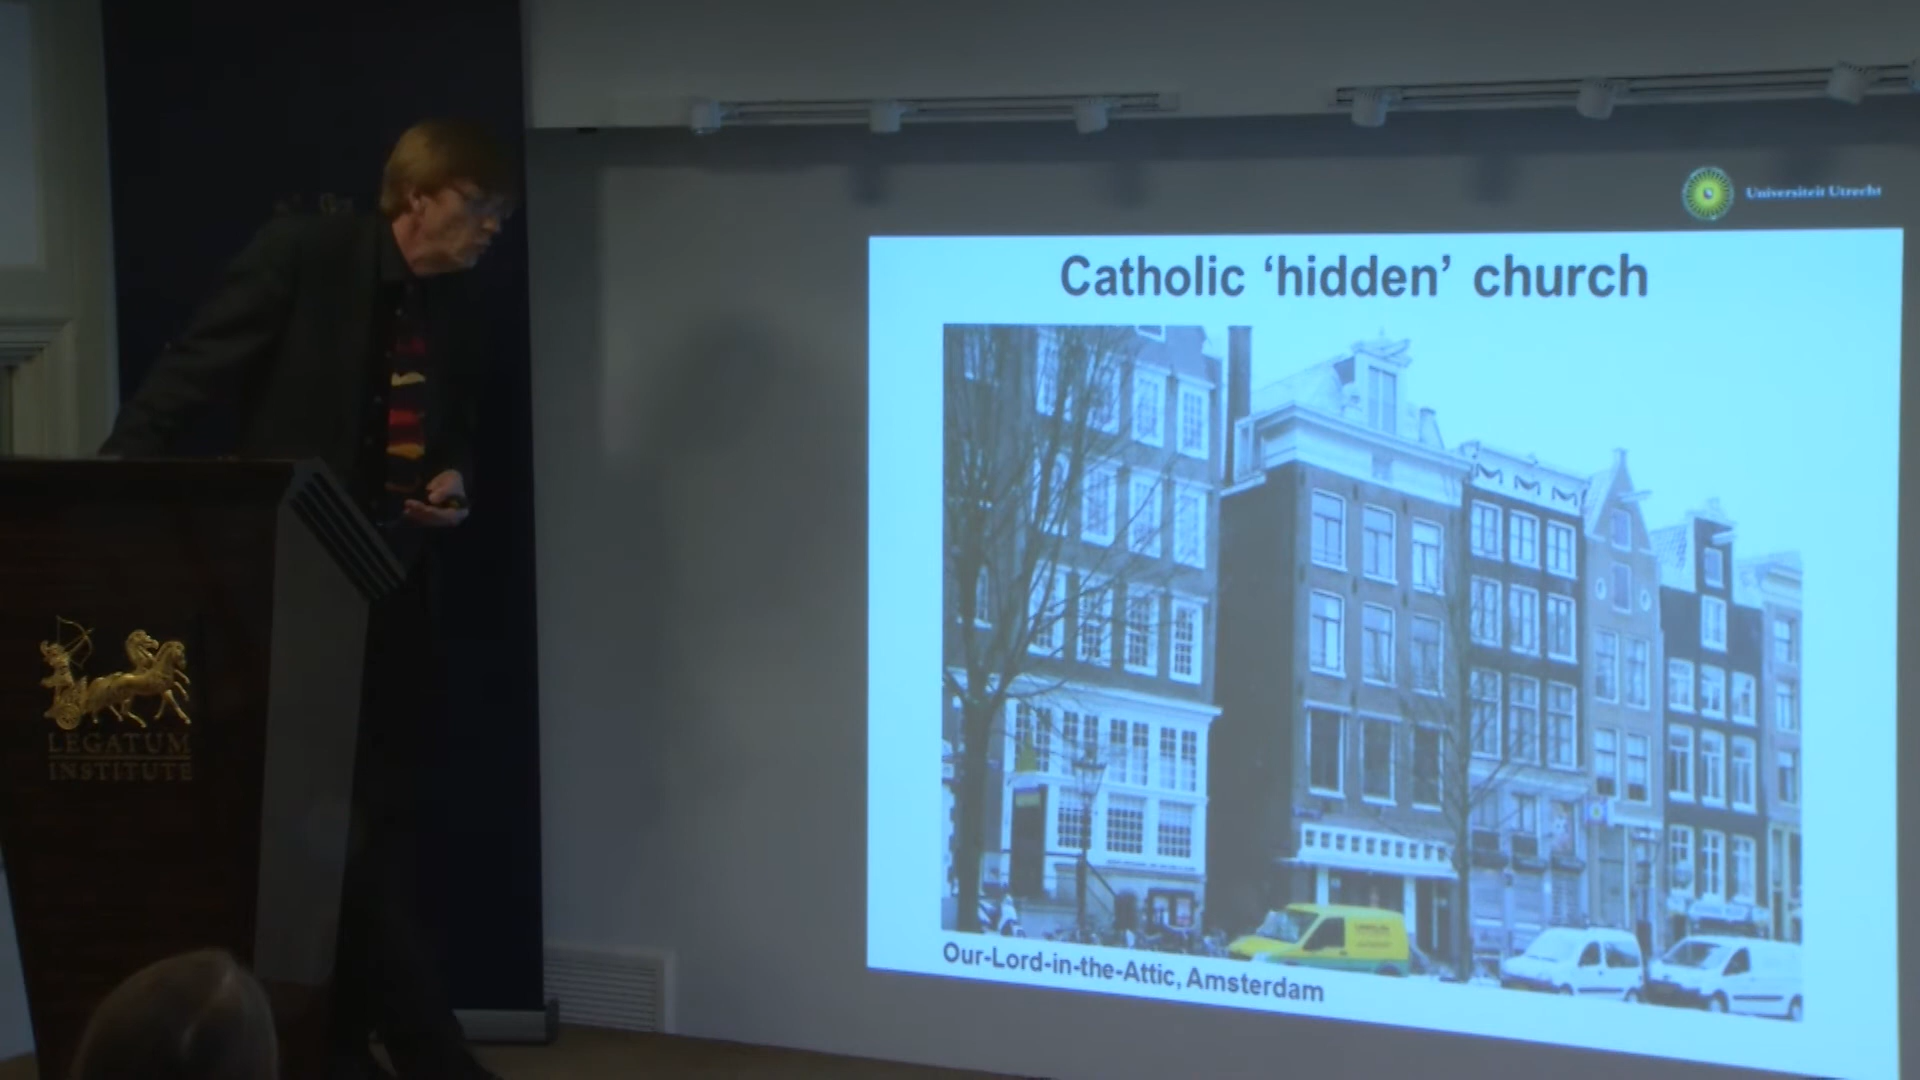 Universiteit Utrecht
Catholic ‘hidden’ church
Our-Lord-in-the-Attic, Amsterdam
LEGATUM
INSTITUTE